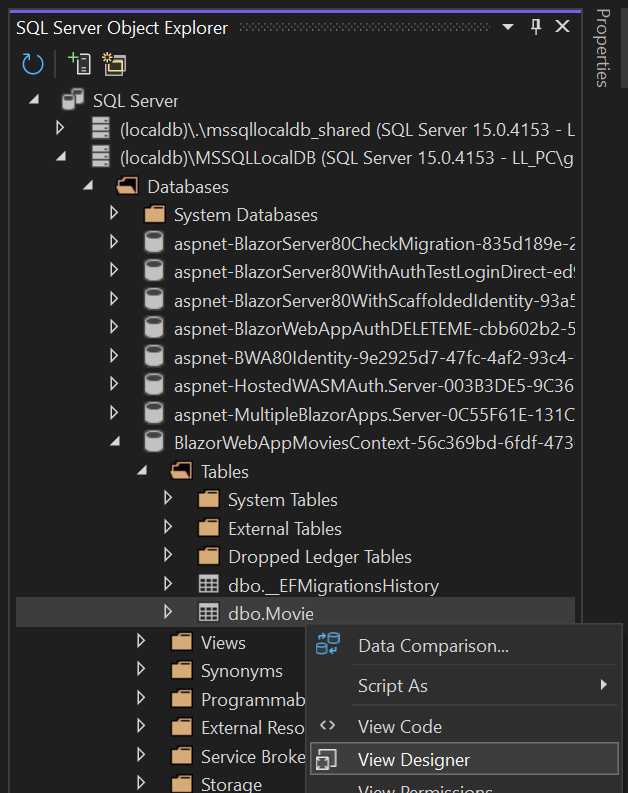 SQL Server Object Explorer
Properties
SQL Server
(localdb)\.\mssqllocaldb_shared (SQL Server 15.0.4153 - L
(localdb)\MSSQLLocalDB (SQL Server 15.0.4153 - LL_PC\g
Databases
System Databases
aspnet-BlazorServer80CheckMigration-835d189e-2
aspnet-BlazorServer80WithAuthTestLoginDirect-ed9
aspnet-BlazorServer80WithScaffoldedIdentity-93a5
aspnet-BlazorWebAppAuthDELETEME-cbb602b2-5
aspnet-BWA80Identity-9e2925d7-47fc-4af2-93c4-
aspnet-HostedWASMAuth.Server-003B3DE5-9C36
aspnet-MultipleBlazorApps.Server-0C55F61E-131C
BlazorWebAppMoviesContext-56c369bd-6fdf-473
Tables
System Tables
External Tables
Dropped Ledger Tables
dbo.__EFMigrationsHistory
dbo.Movie
Views
Synonyms
Programmab
External Reso
Service Broke
Storage
Data Comparison...
Script As
View Code
View Designer
View Permissions